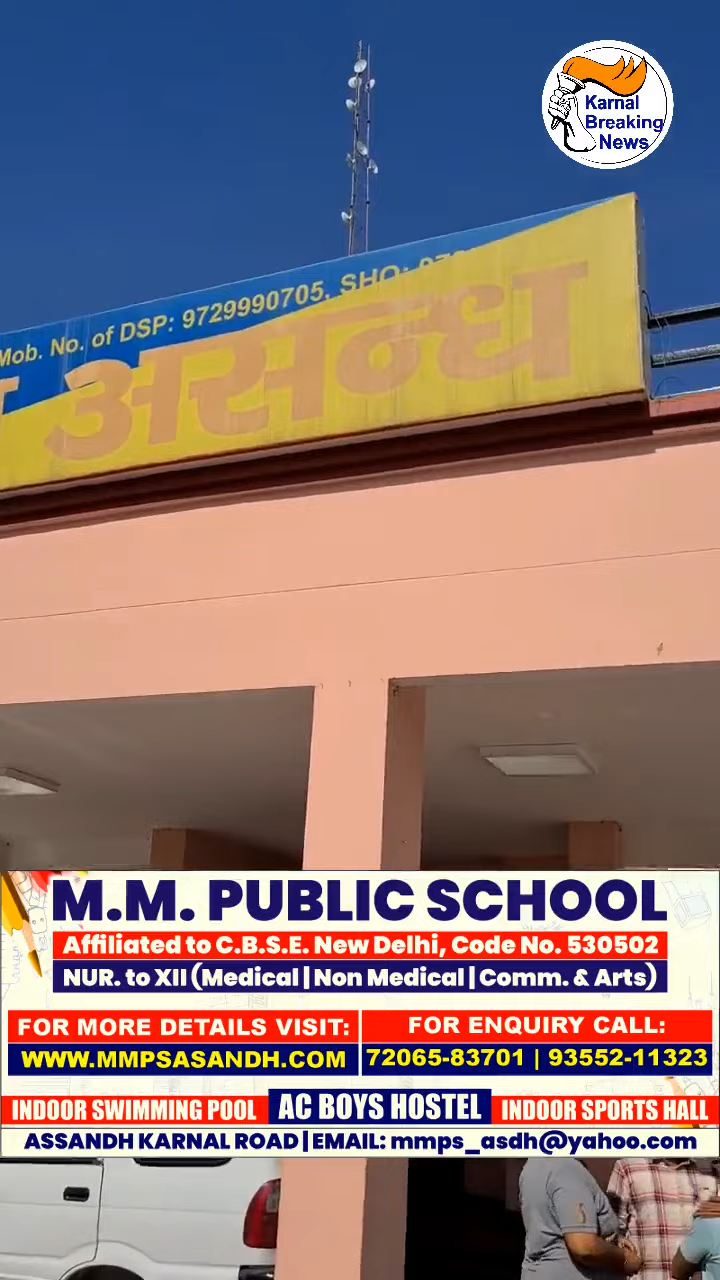 Karnal
Breaking
News
Mob. No. of DSP: 9729990705, SHO:
असन्ध
M.M. PUBLIC SCHOOL
Affiliated to C.B.S.E. New Delhi, Code No. 530502
NUR. to XII (Medical | Non Medical | Comm. & Arts)
FOR MORE DETAILS VISIT:
WWW.MMPSASANDH.COM
FOR ENQUIRY CALL:
72065-83701 | 93552-11323
INDOOR SWIMMING POOL
AC BOYS HOSTEL
INDOOR SPORTS HALL
ASSANDH KARNAL ROAD | EMAIL: mmps_asdh@yahoo.com